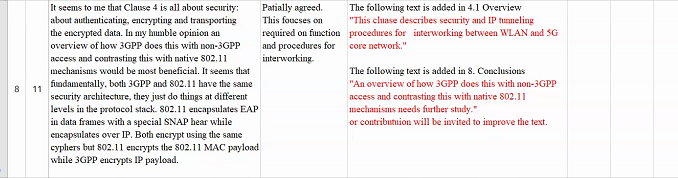 8
11
It seems to me that Clause 4 is all about security:
about authenticating, encrypting and transporting
the encrypted data. In my humble opinion an
overview of how 3GPP does this with non-3GPP
access and contrasting this with native 802.11
mechanisms would be most beneficial. It seems that
fundamentally, both 3GPP and 802.11 have the same
security architecture, they just do things at different
levels in the protocol stack. 802.11 encapsulates EAP
in data frames with a special SNAP hear while
encapsulates over IP. Both encrypt using the same
cyphers but 802.11 encrypts the 802.11 MAC payload
while 3GPP encrypts IP payload.
Patially agreed.
This foucses on
required on function
and procedures for
interworking.
The following text is added in 4.1 Overview
"This cluase describes security and IP tunneling
procedures for interworking between WLAN and 5G
core network."
The following text is added in 8. Conclusions
"An overview of how 3GPP does this with non-3GPP
access and contrasting this with native 802.11
mechanisms needs further study."
or contributuion will be invited to improve the text.